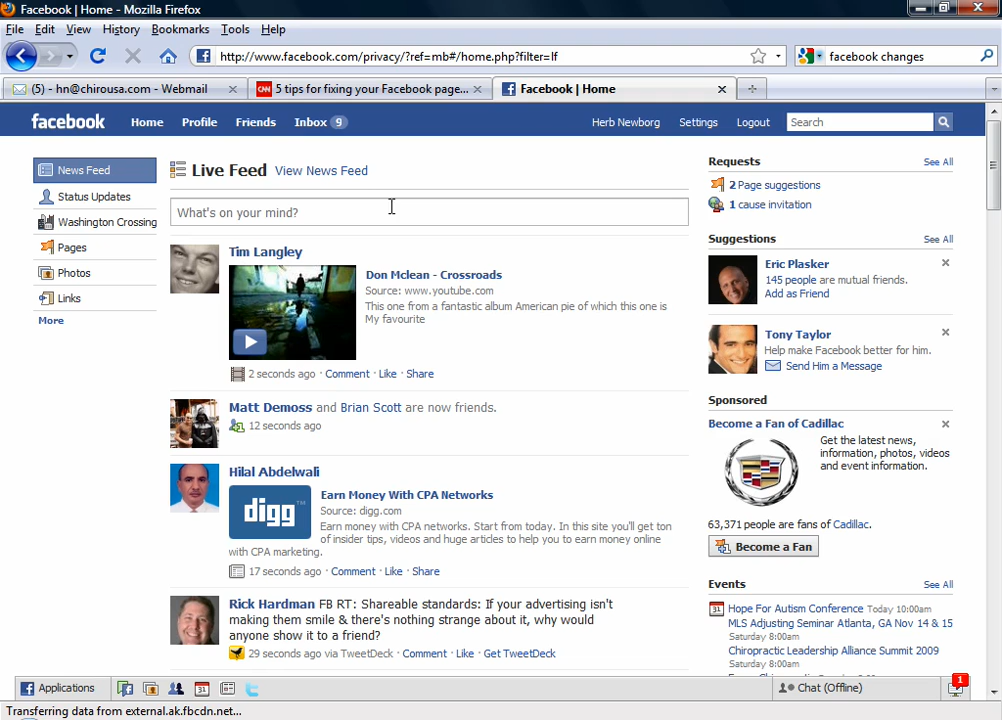 Facebook | Home - Mozilla Firefox
File Edit View History Bookmarks Tools Help
http://www.facebook.com/privacy/?ref=mb#/home.php?filter=lf
facebook changes
(5) - hn@chirousa.com - Webmail
CNN 5 tips for fixing your Facebook page...
Facebook | Home
facebook Home Profile Friends Inbox 9 Herb Newborg Settings Logout Search
News Feed
Status Updates
Washington Crossing
Pages
Photos
Links
More
Live Feed View News Feed
What's on your mind?
Tim Langley
Don Mclean - Crossroads
Source: www.youtube.com
This one from a fantastic album American pie of which this one is
My favourite
2 seconds ago · Comment · Like · Share
Matt Demoss and Brian Scott are now friends.
12 seconds ago
Hilal Abdelwali
digg™
Earn Money With CPA Networks
Source: digg.com
Earn money with CPA networks. Start from today. In this site you'll get ton
of insider tips, videos and huge articles to help you to earn money online
with CPA marketing.
17 seconds ago · Comment · Like · Share
Rick Hardman FB RT: Shareable standards: If your advertising isn't
making them smile & there's nothing strange about it, why would
anyone show it to a friend?
29 seconds ago via TweetDeck · Comment · Like · Get TweetDeck
Requests See All
2 Page suggestions
1 cause invitation
Suggestions See All
Eric Plasker
145 people are mutual friends.
Add as Friend
Tony Taylor
Help make Facebook better for him.
Send Him a Message
Sponsored
Become a Fan of Cadillac
Get the latest news,
information, photos, videos
and event information.
63,371 people are fans of Cadillac.
Become a Fan
Events See All
31 Hope For Autism Conference Today 10:00am
MLS Adjusting Seminar Atlanta, GA Nov 14 & 15
Saturday 8:00am
Chiropractic Leadership Alliance Summit 2009
Saturday 8:00am
Applications
31
Chat (Offline)
1
Transferring data from external.ak.fbcdn.net...